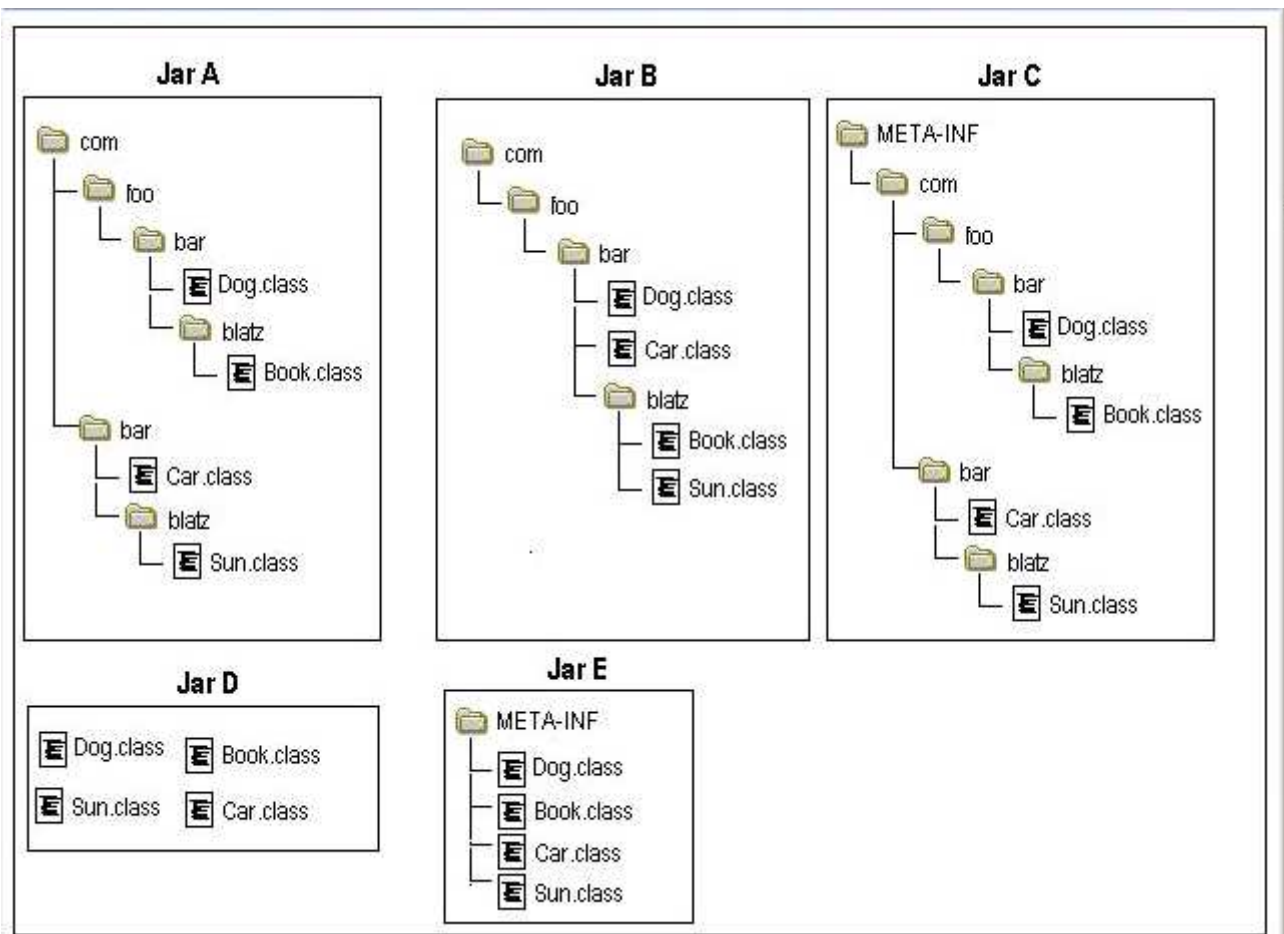 Jar A
com
foo
bar
Dog.class
blatz
Book.class
bar
Car.class
blatz
Sun.class
Jar B
com
foo
bar
Dog.class
Car.class
blatz
Book.class
Sun.class
Jar C
META-INF
com
foo
bar
Dog.class
blatz
Book.class
bar
Car.class
blatz
Sun.class
Jar D
Dog.class
Book.class
Sun.class
Car.class
Jar E
META-INF
Dog.class
Book.class
Car.class
Sun.class